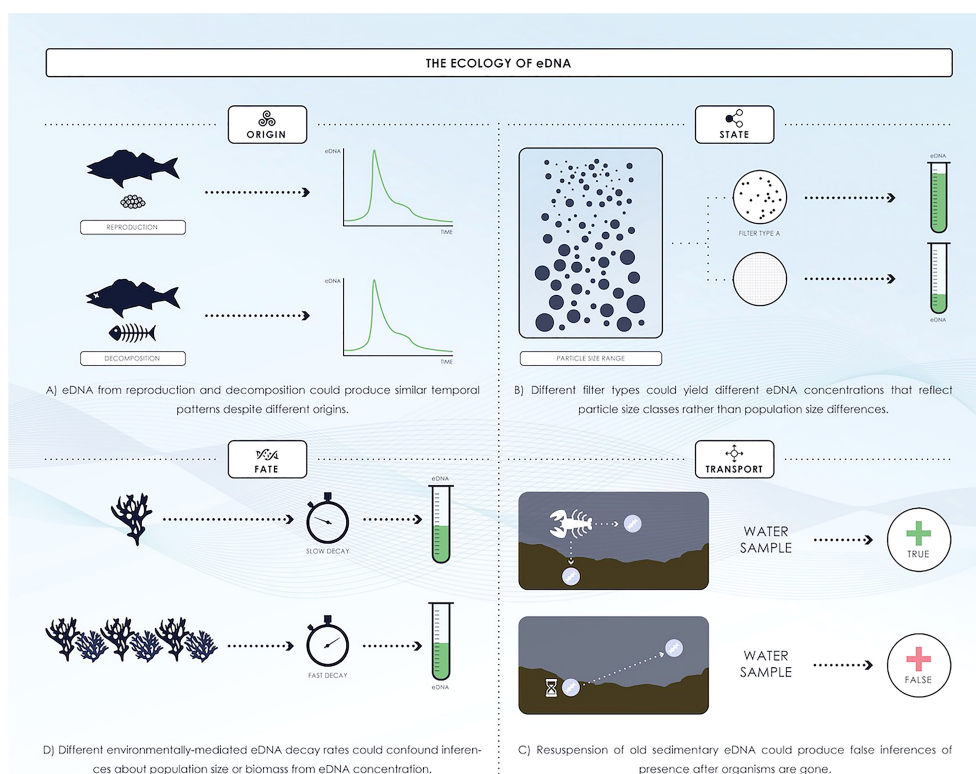 THE ECOLOGY OF eDNA
ORIGIN
eDNA
TIME
REPRODUCTION
eDNA
TIME
DECOMPOSITION
A) eDNA from reproduction and decomposition could produce similar temporal
patterns despite different origins.
STATE
eDNA
FILTER TYPE A
eDNA
PARTICLE SIZE RANGE
B) Different filter types could yield different eDNA concentrations that reflect
particle size classes rather than population size differences.
FATE
eDNA
SLOW DECAY
FAST DECAY
eDNA
D) Different environmentally-mediated eDNA decay rates could confound inferen-
ces about population size or biomass from eDNA concentration.
TRANSPORT
WATER
SAMPLE
TRUE
WATER
SAMPLE
FALSE
C) Resuspension of old sedimentary eDNA could produce false inferences of
presence after organisms are gone.